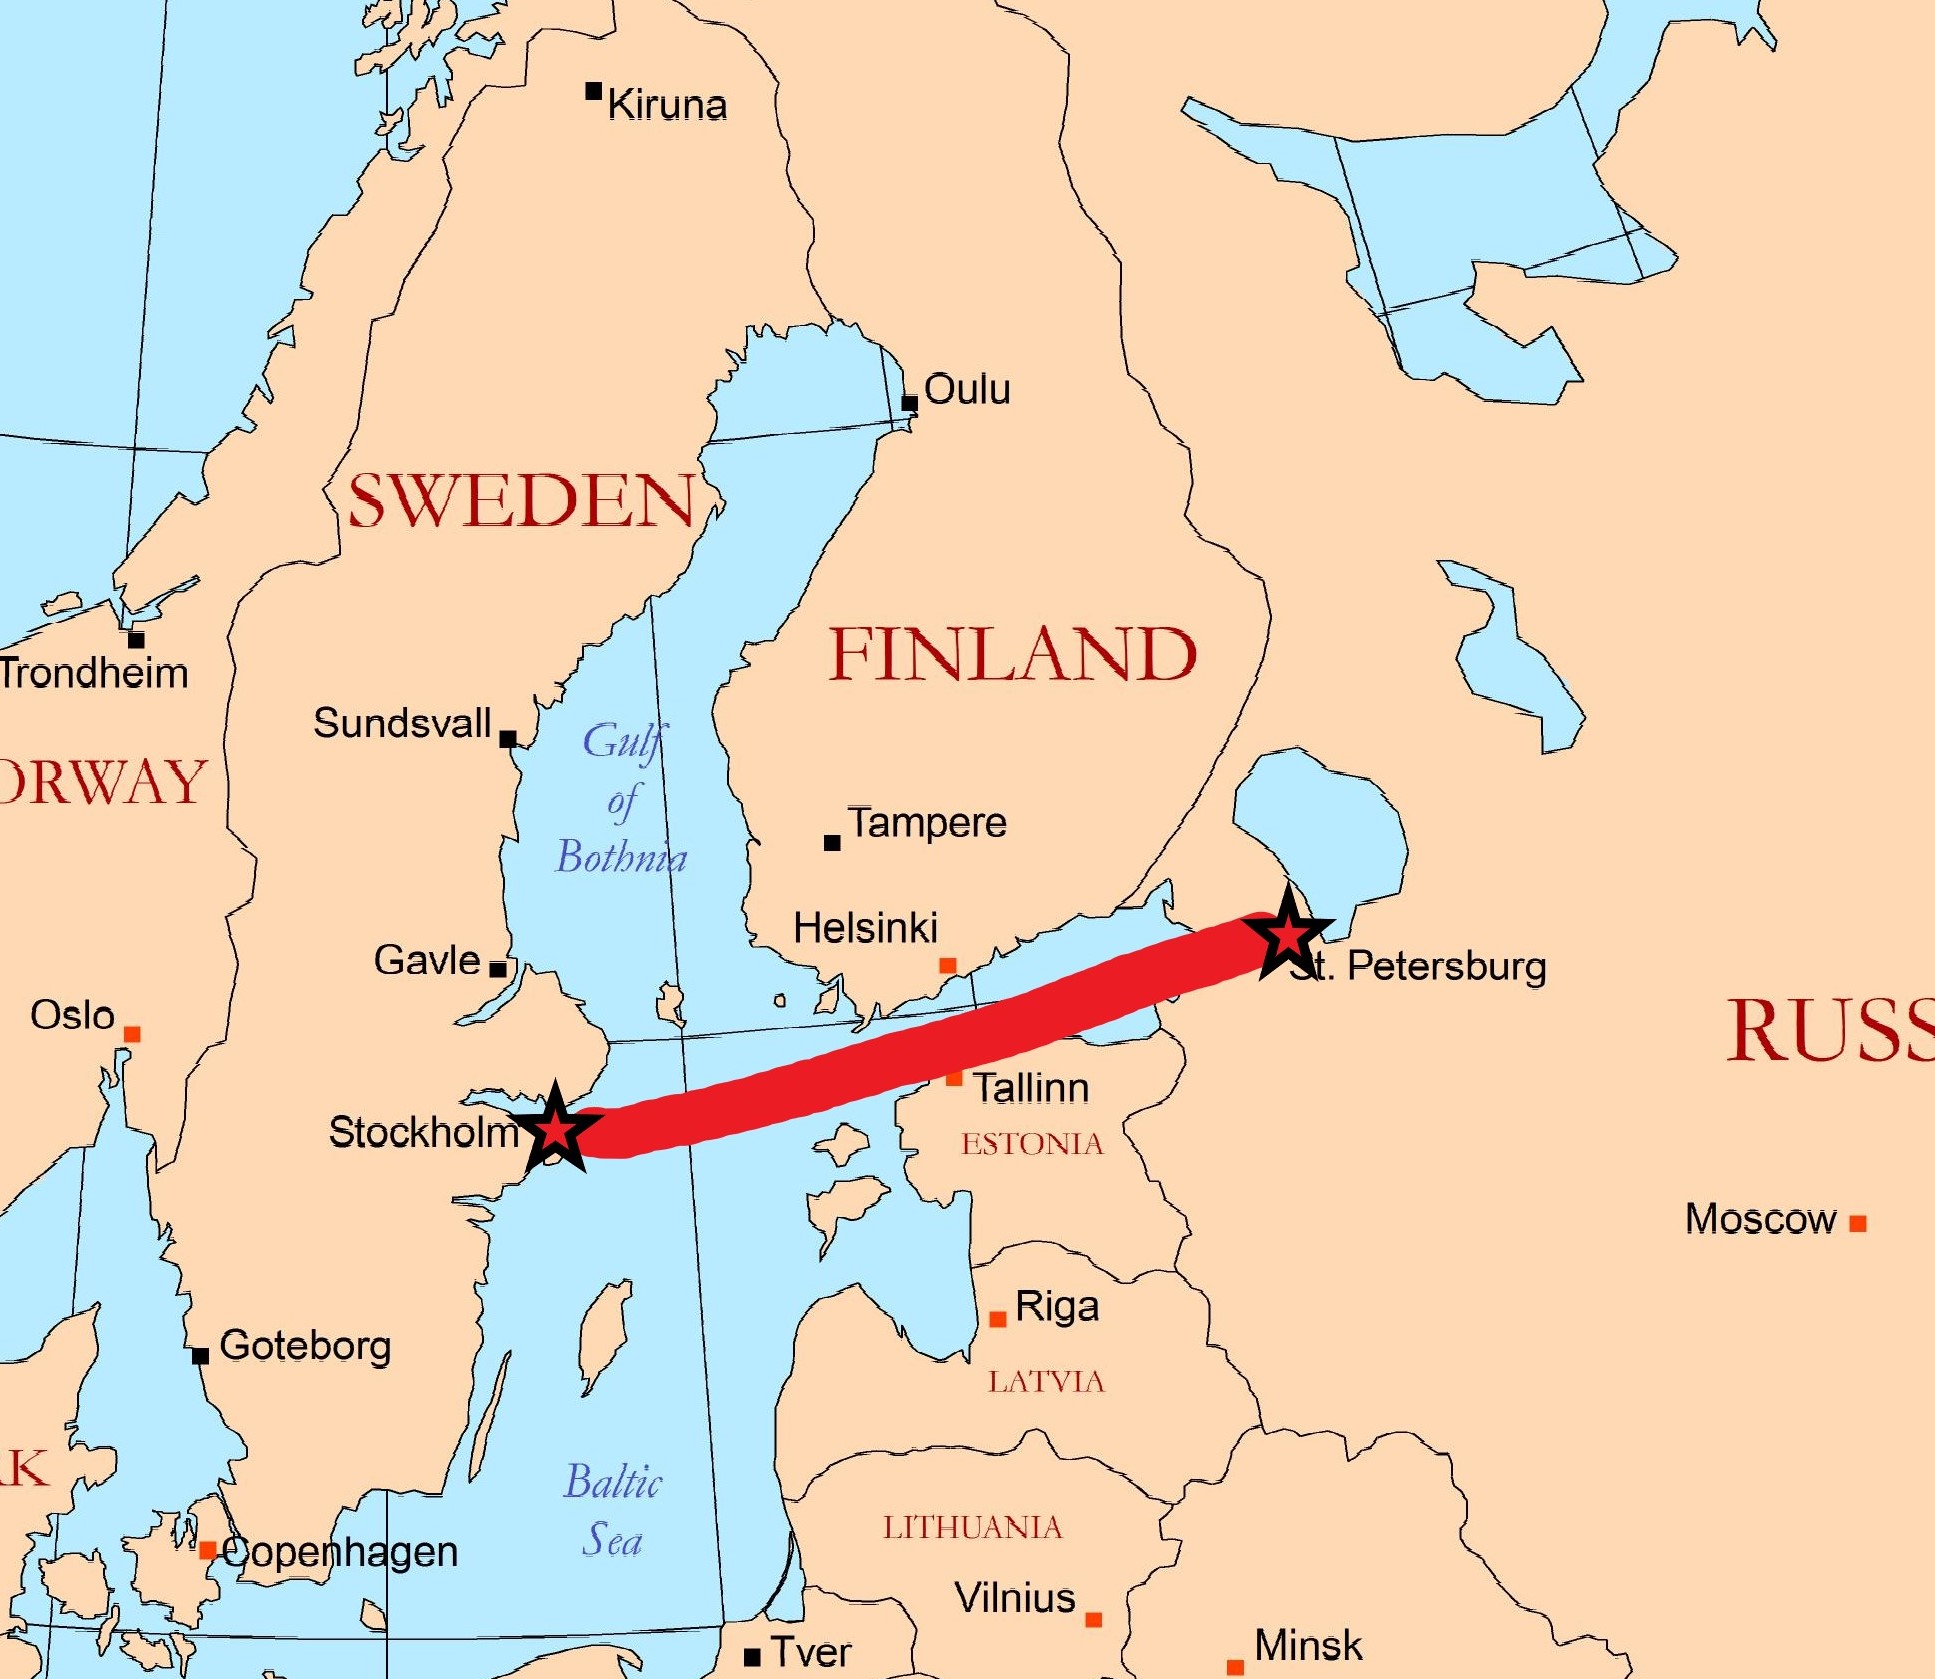 Kiruna
Oulu
SWEDEN
FINLAND
Trondheim
Sundsvall
Gulf
of
Bothnia
ORWAY
Tampere
Helsinki
Gavle
St. Petersburg
Oslo
RUSS
Tallinn
Stockholm
ESTONIA
Moscow
Riga
Goteborg
LATVIA
RK
Baltic
Sea
LITHUANIA
Copenhagen
Vilnius
Minsk
Tver